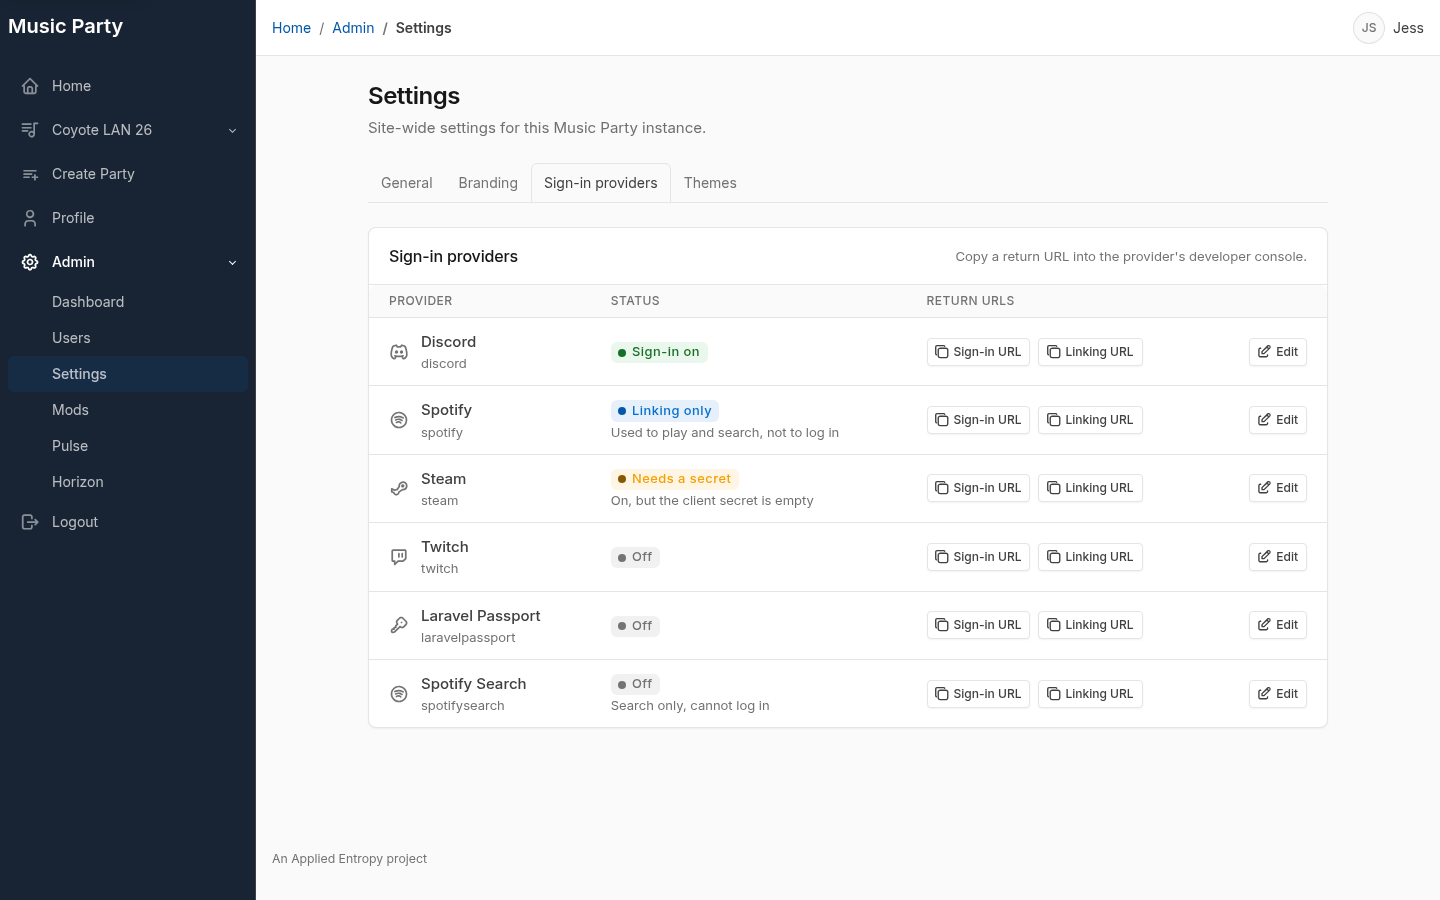 Music Party
Home
Coyote LAN 26
Create Party
Profile
Admin
Dashboard
Users
Settings
Mods
Pulse
Horizon
Logout
Home / Admin / Settings
JS Jess
Settings
Site-wide settings for this Music Party instance.
General Branding Sign-in providers Themes
Sign-in providers Copy a return URL into the provider's developer console.
PROVIDER STATUS RETURN URLS
Discord
discord
Sign-in on
Sign-in URL Linking URL Edit
Spotify
spotify
Linking only
Used to play and search, not to log in
Sign-in URL Linking URL Edit
Steam
steam
Needs a secret
On, but the client secret is empty
Sign-in URL Linking URL Edit
Twitch
twitch
Off
Sign-in URL Linking URL Edit
Laravel Passport
laravelpassport
Off
Sign-in URL Linking URL Edit
Spotify Search
spotifysearch
Off
Search only, cannot log in
Sign-in URL Linking URL Edit
An Applied Entropy project